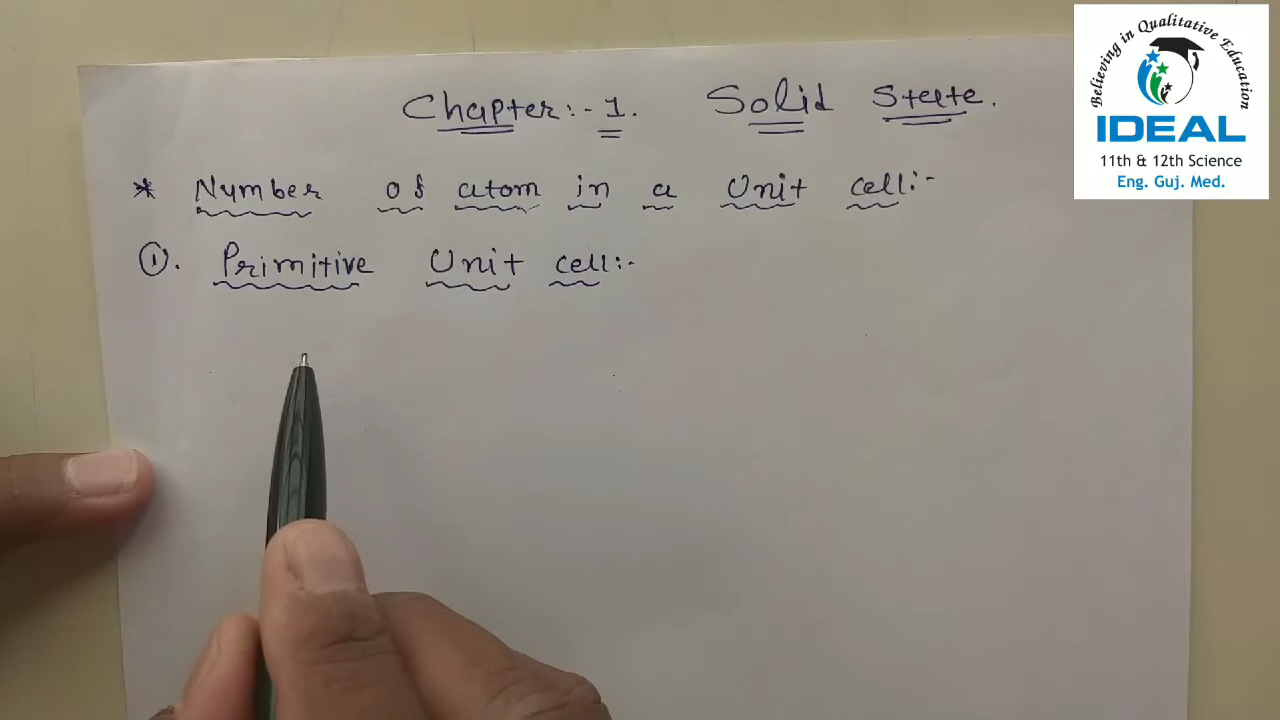 Chapter:- 1. Solid State.
* Number of atom in a Unit cell:-
①. Primitive Unit cell:-
Believing in Qualitative Education
IDEAL
11th & 12th Science
Eng. Guj. Med.